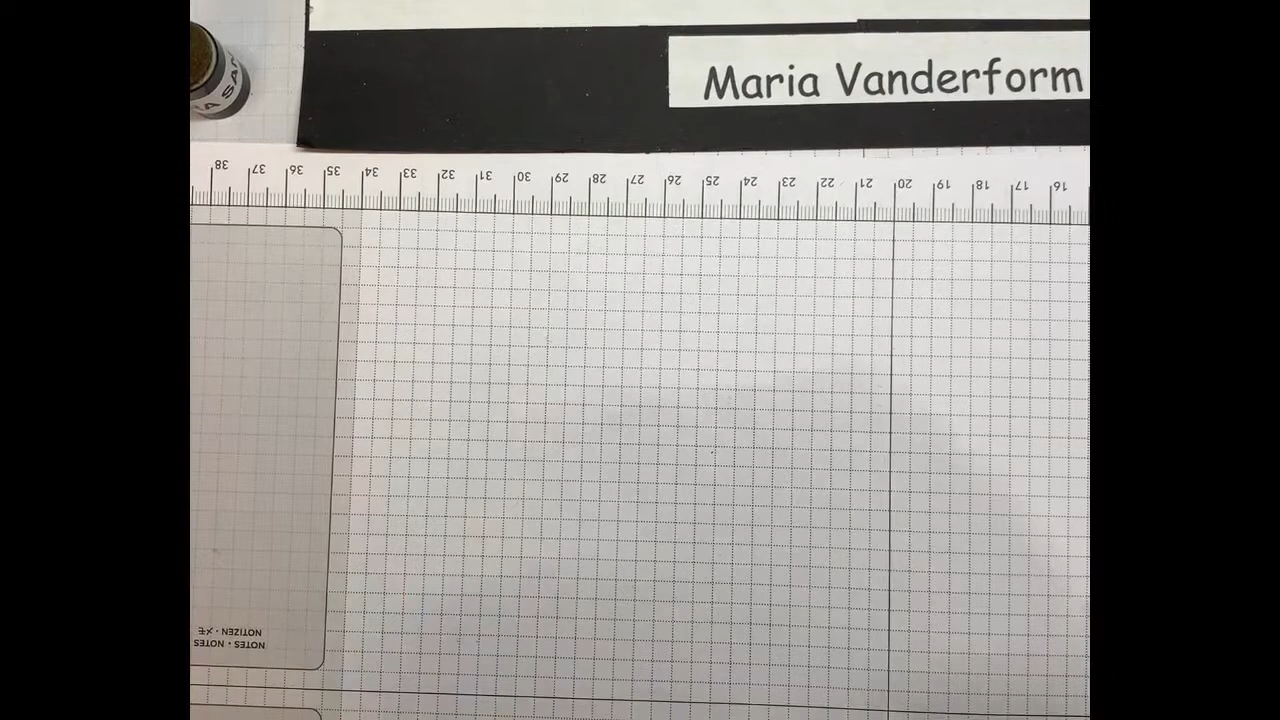 Maria Vanderform
A SAN
38 37 36 35 34 33 32 31 30 29 28 27 26 25 24 23 22 21 20 19 18 17 16
NOTES • NOTES
NOTIZEN • メモ